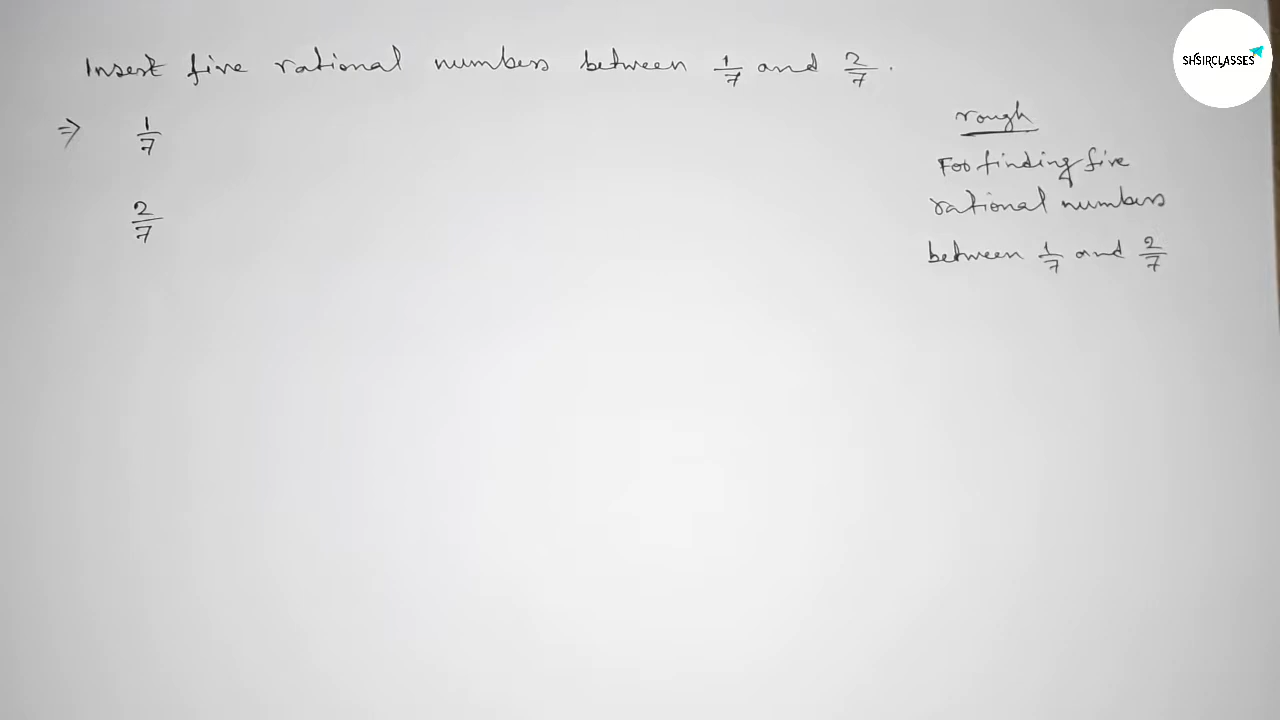 Insert five rational numbers between 1/7 and 2/7.
⇒ 1/7
2/7
rough
For finding five
rational numbers
between 1/7 and 2/7
SHSIRCLASSES